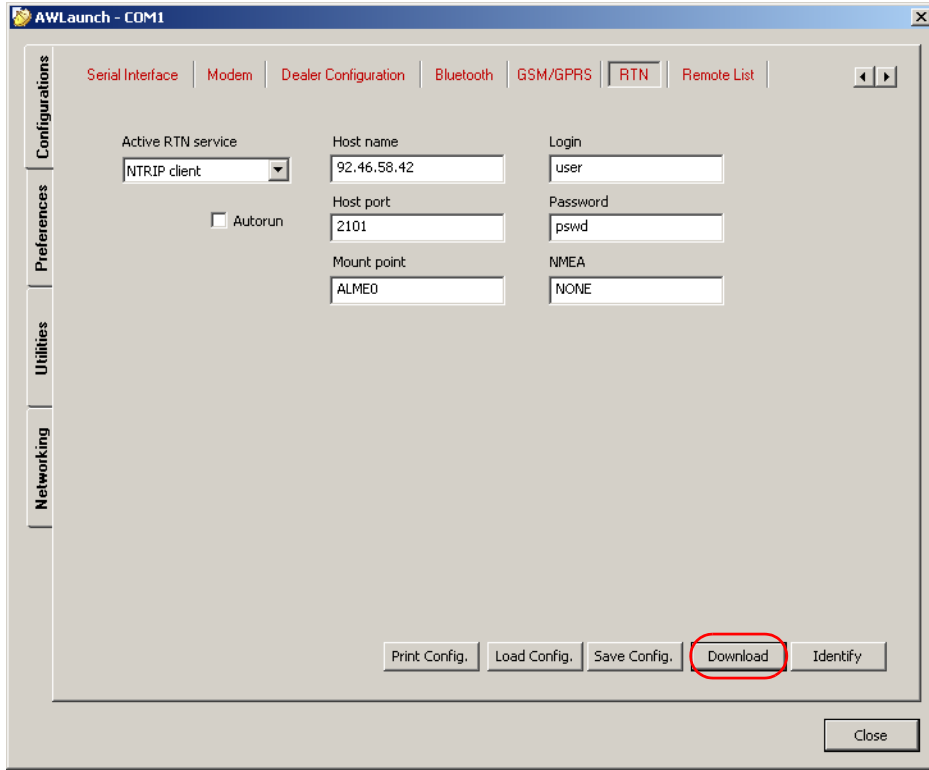 AWLaunch - COM1
Configurations
Preferences
Utilities
Networking
Serial Interface Modem Dealer Configuration Bluetooth GSM/GPRS RTN Remote List
Active RTN service Host name Login
NTRIP client 92.46.58.42 user
Host port Password
Autorun 2101 pswd
Mount point NMEA
ALME0 NONE
Print Config. Load Config. Save Config. Download Identify
Close